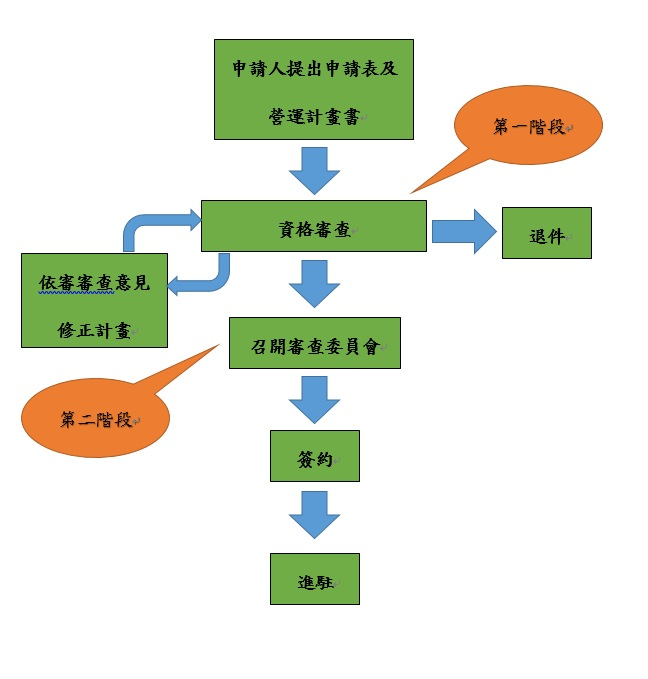 申請人提出申請表及
營運計畫書
第一階段
資格審查
退件
依審審查意見
修正計畫
召開審查委員會
第二階段
簽約
進駐